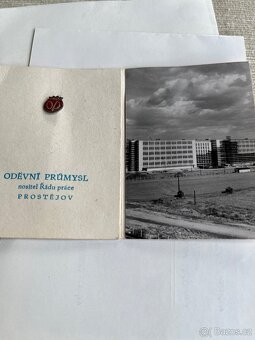 ODĚVNÍ PRŮMYSL
nositel Řádu práce
PROSTĚJOV